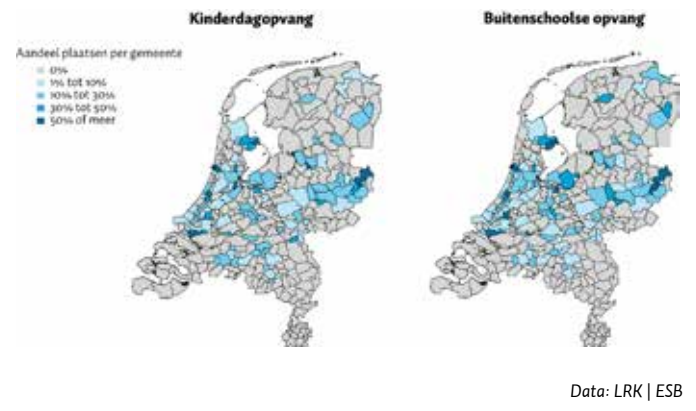 Kinderdagopvang
Buitenschoolse opvang
Aandeel plaatsen per gemeente
0%
1% tot 10%
10% tot 30%
30% tot 50%
50% of meer
Data: LRK | ESB